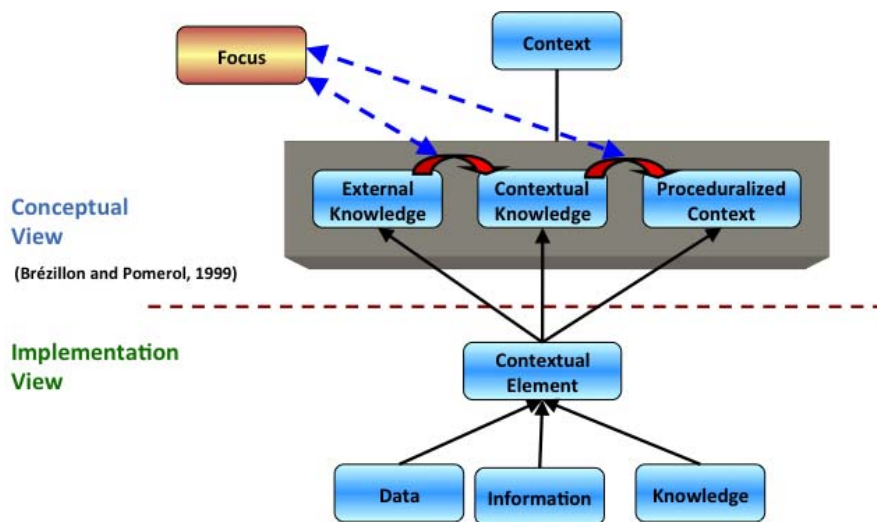 Focus
Context
External
Knowledge
Contextual
Knowledge
Proceduralized
Context
Conceptual
View
(Brézillon and Pomerol, 1999)
Implementation
View
Contextual
Element
Data
Information
Knowledge